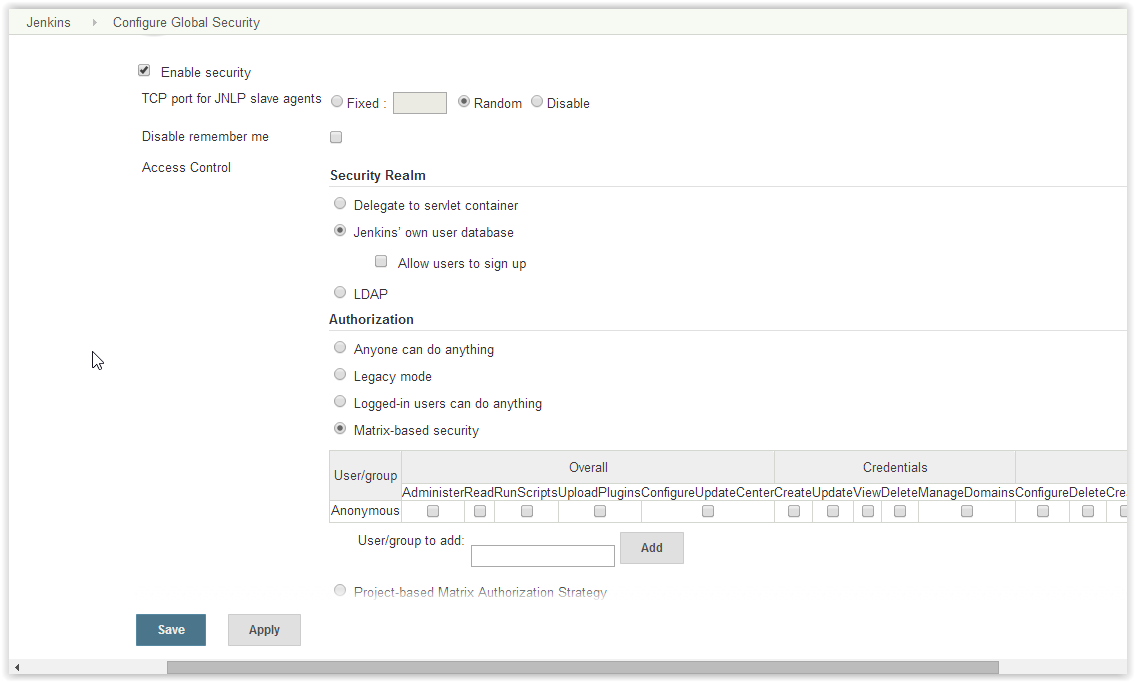 Jenkins Configure Global Security
Enable security
TCP port for JNLP slave agents Fixed : Random Disable
Disable remember me
Access Control
Security Realm
Delegate to servlet container
Jenkins' own user database
Allow users to sign up
LDAP
Authorization
Anyone can do anything
Legacy mode
Logged-in users can do anything
Matrix-based security
User/group Overall Credentials
Administer Read RunScripts UploadPlugins ConfigureUpdateCenter Create Update View Delete ManageDomains Configure Delete Crea
Anonymous
User/group to add: Add
Project-based Matrix Authorization Strategy
Save Apply